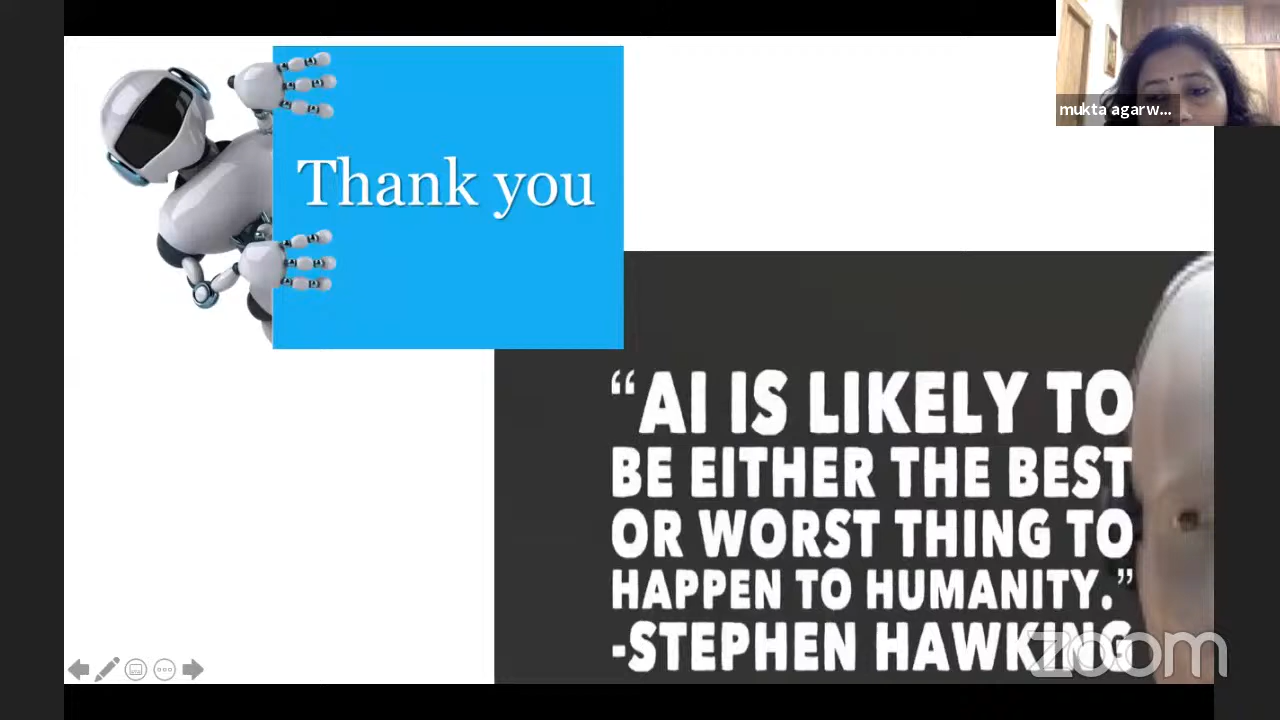 mukta agarw...
Thank you
“AI IS LIKELY TO
BE EITHER THE BEST
OR WORST THING TO
HAPPEN TO HUMANITY.”
-STEPHEN HAWKING
zoom